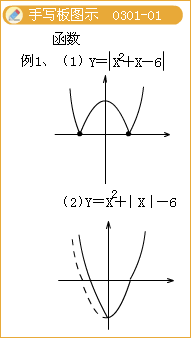 手写板图示 0301-01
函数
例1、(1) Y=|X²+X-6|
(2)Y=X²+|X|-6